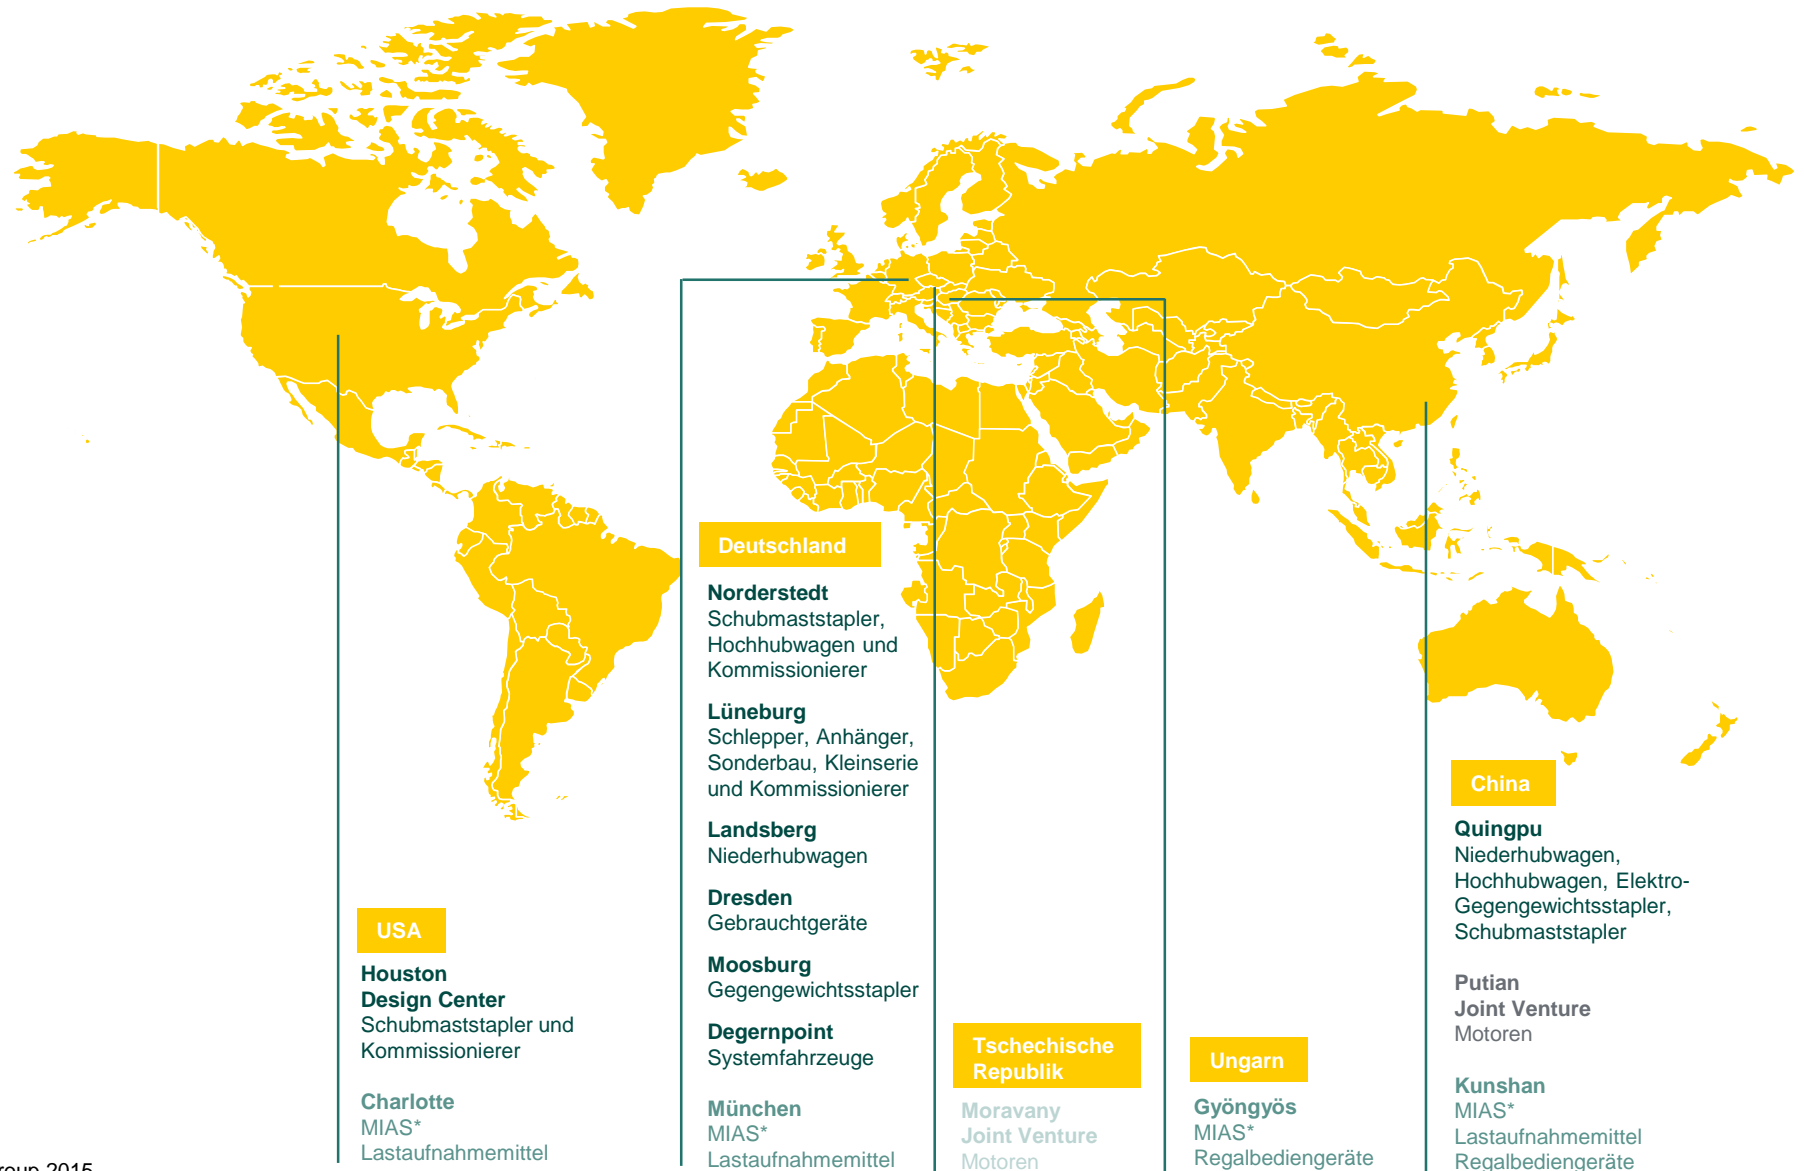 USA
Houston
Design Center
Schubmaststapler und
Kommissionierer
Charlotte
MIAS*
Lastaufnahmemittel
Deutschland
Norderstedt
Schubmaststapler,
Hochhubwagen und
Kommissionierer
Lüneburg
Schlepper, Anhänger,
Sonderbau, Kleinserie
und Kommissionierer
Landsberg
Niederhubwagen
Dresden
Gebrauchtgeräte
Moosburg
Gegengewichtsstapler
Degernpoint
Systemfahrzeuge
München
MIAS*
Lastaufnahmemittel
Tschechische
Republik
Moravany
Joint Venture
Motoren
Ungarn
Gyöngyös
MIAS*
Regalbediengeräte
China
Quingpu
Niederhubwagen,
Hochhubwagen, Elektro-
Gegengewichtsstapler,
Schubmaststapler
Putian
Joint Venture
Motoren
Kunshan
MIAS*
Lastaufnahmemittel
Regalbediengeräte
2015